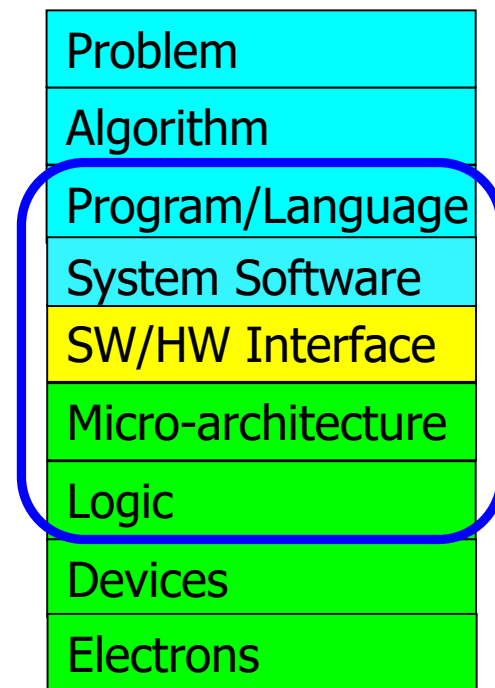 Problem
Algorithm
Program/Language
System Software
SW/HW Interface
Micro-architecture
Logic
Devices
Electrons